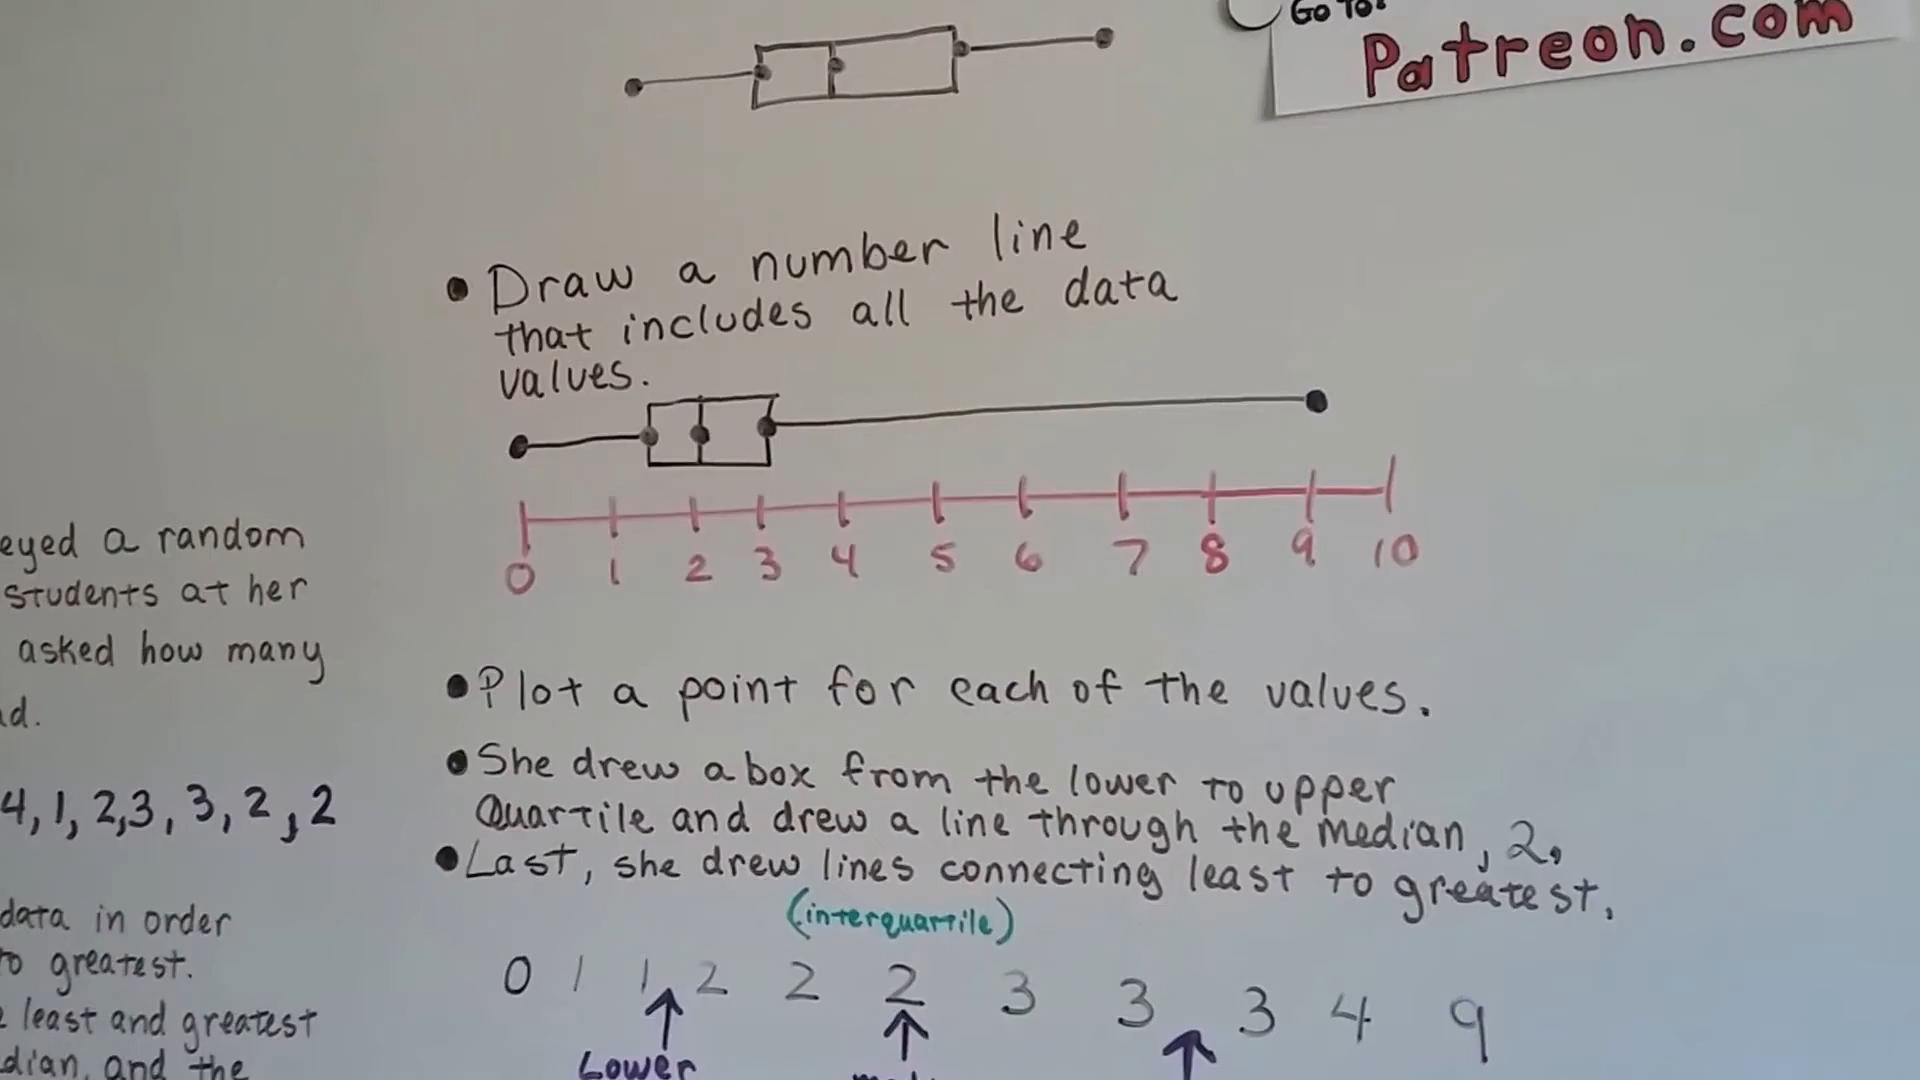 Go To:
Patreon.com
• Draw a number line
that includes all the data
values.
0 1 2 3 4 5 6 7 8 9 10
eyed a random
students at her
asked how many
d.
4, 1, 2, 3, 3, 2, 2
data in order
to greatest.
least and greatest
dian, and the
• Plot a point for each of the values.
• She drew a box from the lower to upper
Quartile and drew a line through the median, 2.
• Last, she drew lines connecting least to greatest.
(interquartile)
0 1 1 2 2 2 3 3 3 4 9
Lower